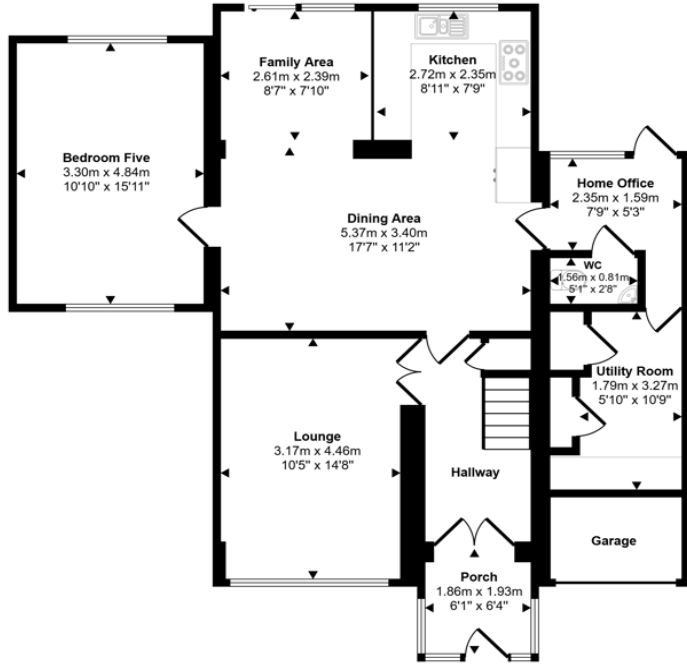 Family Area
2.61m x 2.39m
8'7" x 7'10"
Kitchen
2.72m x 2.35m
8'11" x 7'9"
Bedroom Five
3.30m x 4.84m
10'10" x 15'11"
Home Office
2.35m x 1.59m
7'9" x 5'3"
Dining Area
5.37m x 3.40m
17'7" x 11'2"
WC
1.56m x 0.81m
5'1" x 2'8"
Utility Room
1.79m x 3.27m
5'10" x 10'9"
Lounge
3.17m x 4.46m
10'5" x 14'8"
Hallway
Garage
Porch
1.86m x 1.93m
6'1" x 6'4"